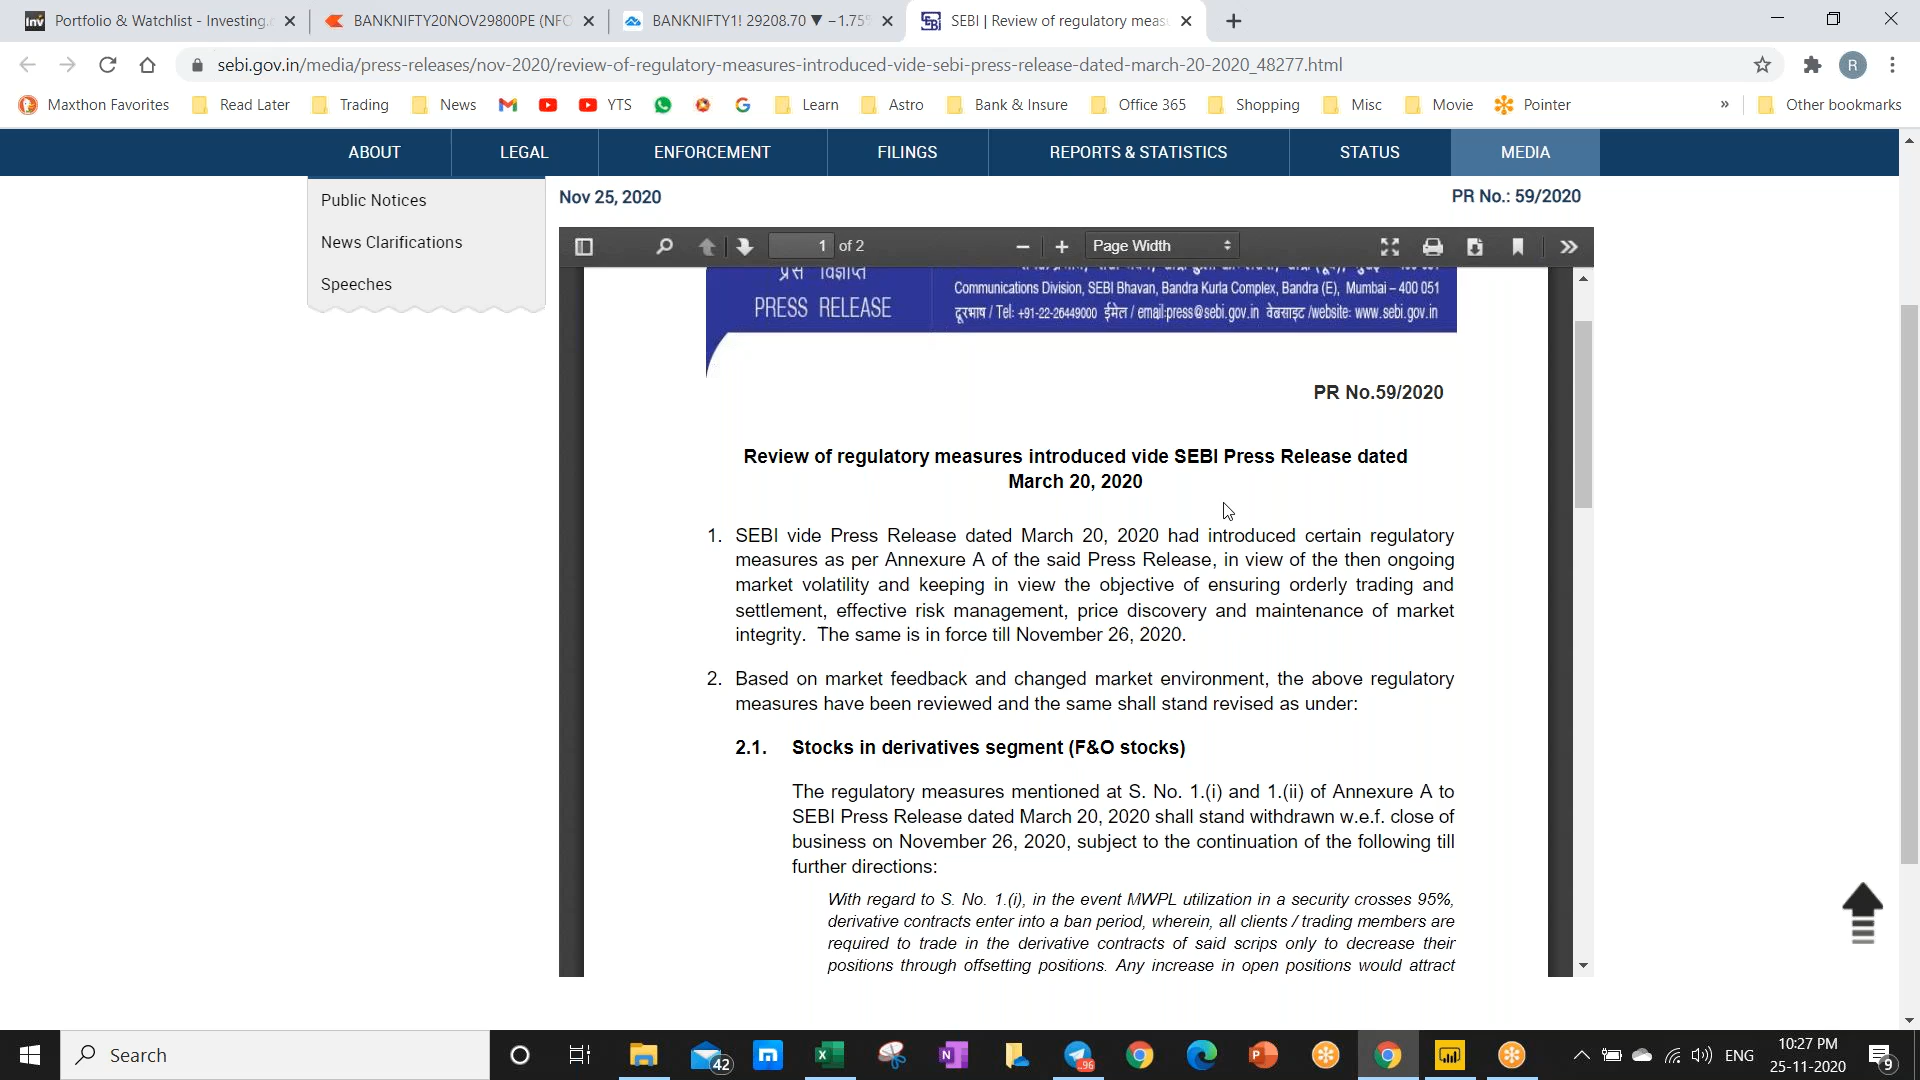 Portfolio & Watchlist - Investing.
BANKNIFTY20NOV29800PE (NFO
BANKNIFTY1! 29208.70 ▼ −1.75%
SEBI | Review of regulatory meas
sebi.gov.in/media/press-releases/nov-2020/review-of-regulatory-measures-introduced-vide-sebi-press-release-dated-march-20-2020_48277.html
R
Maxthon Favorites
Read Later
Trading
News
YTS
Learn
Astro
Bank & Insure
Office 365
Shopping
Misc
Movie
Pointer
»
Other bookmarks
ABOUT
LEGAL
ENFORCEMENT
FILINGS
REPORTS & STATISTICS
STATUS
MEDIA
Public Notices
News Clarifications
Speeches
Nov 25, 2020
PR No.: 59/2020
1 of 2
Page Width
प्रेस विज्ञप्ति
PRESS RELEASE
Communications Division, SEBI Bhavan, Bandra Kurla Complex, Bandra (E), Mumbai – 400 051
दूरभाष / Tel: +91-22-26449000 ईमेल / email:press@sebi.gov.in वेबसाइट /website: www.sebi.gov.in
PR No.59/2020
Review of regulatory measures introduced vide SEBI Press Release dated
March 20, 2020
1. SEBI vide Press Release dated March 20, 2020 had introduced certain regulatory
measures as per Annexure A of the said Press Release, in view of the then ongoing
market volatility and keeping in view the objective of ensuring orderly trading and
settlement, effective risk management, price discovery and maintenance of market
integrity. The same is in force till November 26, 2020.
2. Based on market feedback and changed market environment, the above regulatory
measures have been reviewed and the same shall stand revised as under:
2.1. Stocks in derivatives segment (F&O stocks)
The regulatory measures mentioned at S. No. 1.(i) and 1.(ii) of Annexure A to
SEBI Press Release dated March 20, 2020 shall stand withdrawn w.e.f. close of
business on November 26, 2020, subject to the continuation of the following till
further directions:
With regard to S. No. 1.(i), in the event MWPL utilization in a security crosses 95%,
derivative contracts enter into a ban period, wherein, all clients / trading members are
required to trade in the derivative contracts of said scrips only to decrease their
positions through offsetting positions. Any increase in open positions would attract
Search
42
96
ENG
10:27 PM
25-11-2020
9